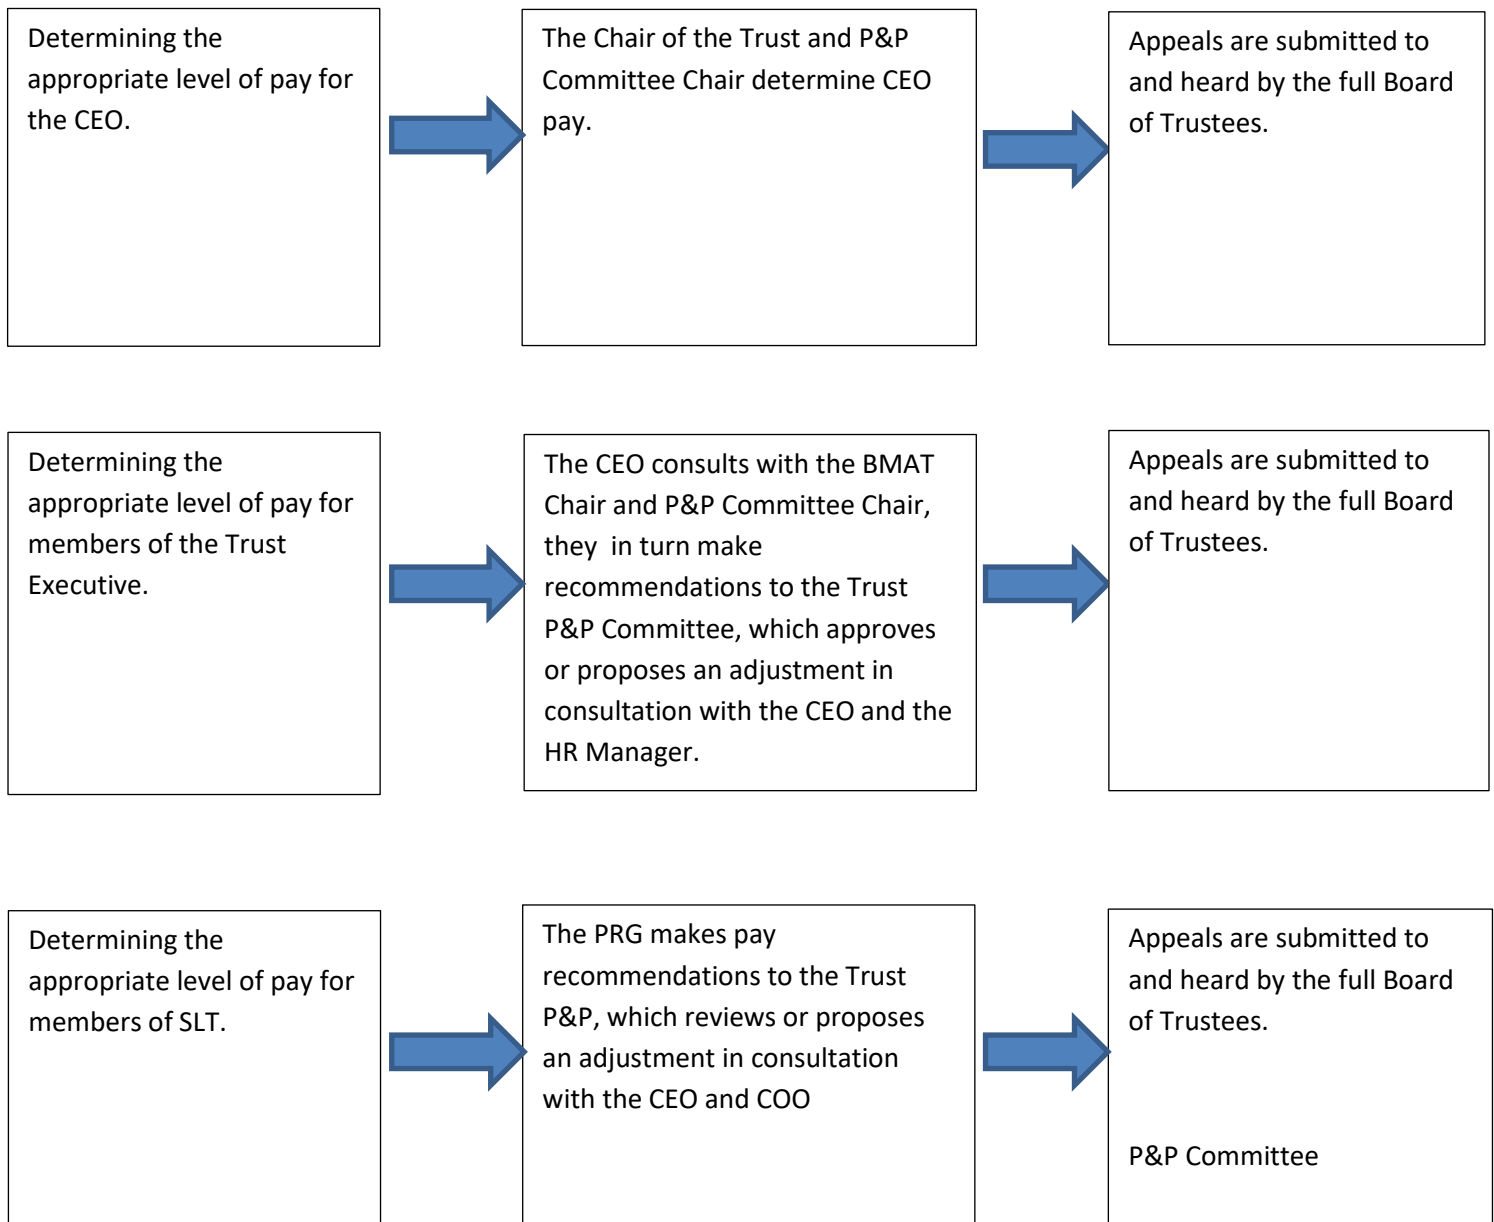 Determining the
appropriate level of pay for
the CEO.
The Chair of the Trust and P&P
Committee Chair determine CEO
pay.
Appeals are submitted to
and heard by the full Board
of Trustees.
Determining the
appropriate level of pay for
members of the Trust
Executive.
The CEO consults with the BMAT
Chair and P&P Committee Chair,
they  in turn make
recommendations to the Trust
P&P Committee, which approves
or proposes an adjustment in
consultation with the CEO and the
HR Manager.
Appeals are submitted to
and heard by the full Board
of Trustees.
Determining the
appropriate level of pay for
members of SLT.
The PRG makes pay
recommendations to the Trust
P&P, which reviews or proposes
an adjustment in consultation
with the CEO and COO
Appeals are submitted to
and heard by the full Board
of Trustees.
P&P Committee